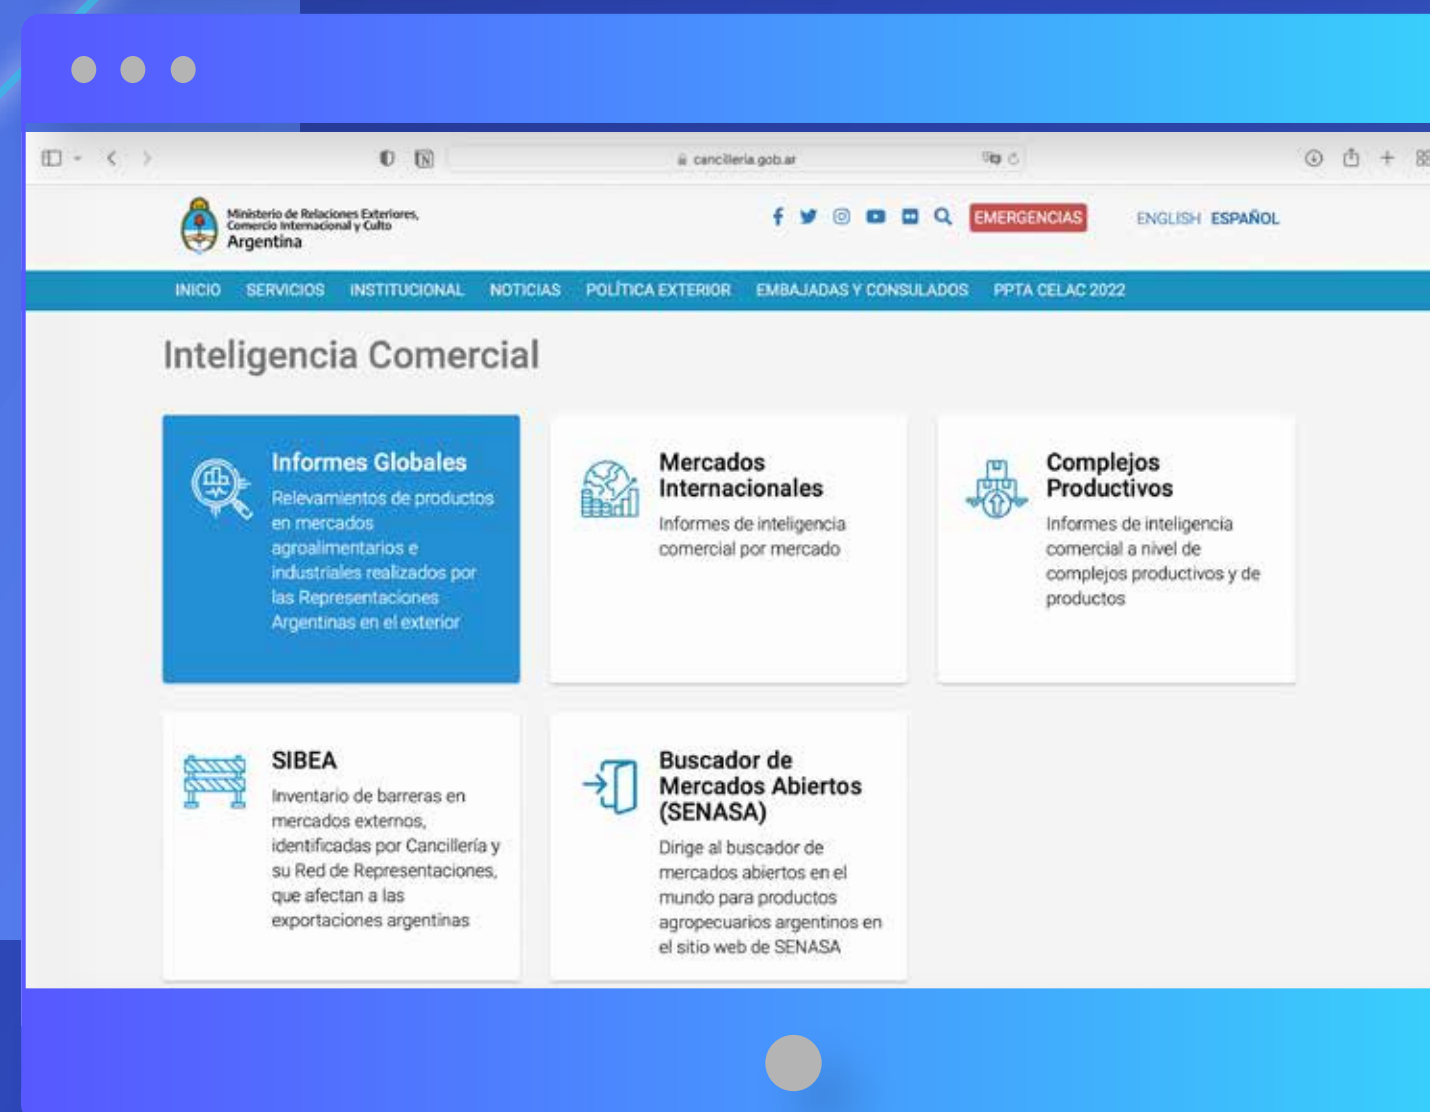 cancilleria.gob.ar
Ministerio de Relaciones Exteriores,
Comercio Internacional y Culto
Argentina
EMERGENCIAS
ENGLISH ESPAÑOL
INICIO SERVICIOS INSTITUCIONAL NOTICIAS POLÍTICA EXTERIOR EMBAJADAS Y CONSULADOS PPTA CELAC 2022
Inteligencia Comercial
Informes Globales
Relevamientos de productos
en mercados
agroalimentarios e
industriales realizados por
las Representaciones
Argentinas en el exterior
Mercados
Internacionales
Informes de inteligencia
comercial por mercado
Complejos
Productivos
Informes de inteligencia
comercial a nivel de
complejos productivos y de
productos
SIBEA
Inventario de barreras en
mercados externos,
identificadas por Cancillería y
su Red de Representaciones,
que afectan a las
exportaciones argentinas
Buscador de
Mercados Abiertos
(SENASA)
Dirige al buscador de
mercados abiertos en el
mundo para productos
agropecuarios argentinos en
el sitio web de SENASA